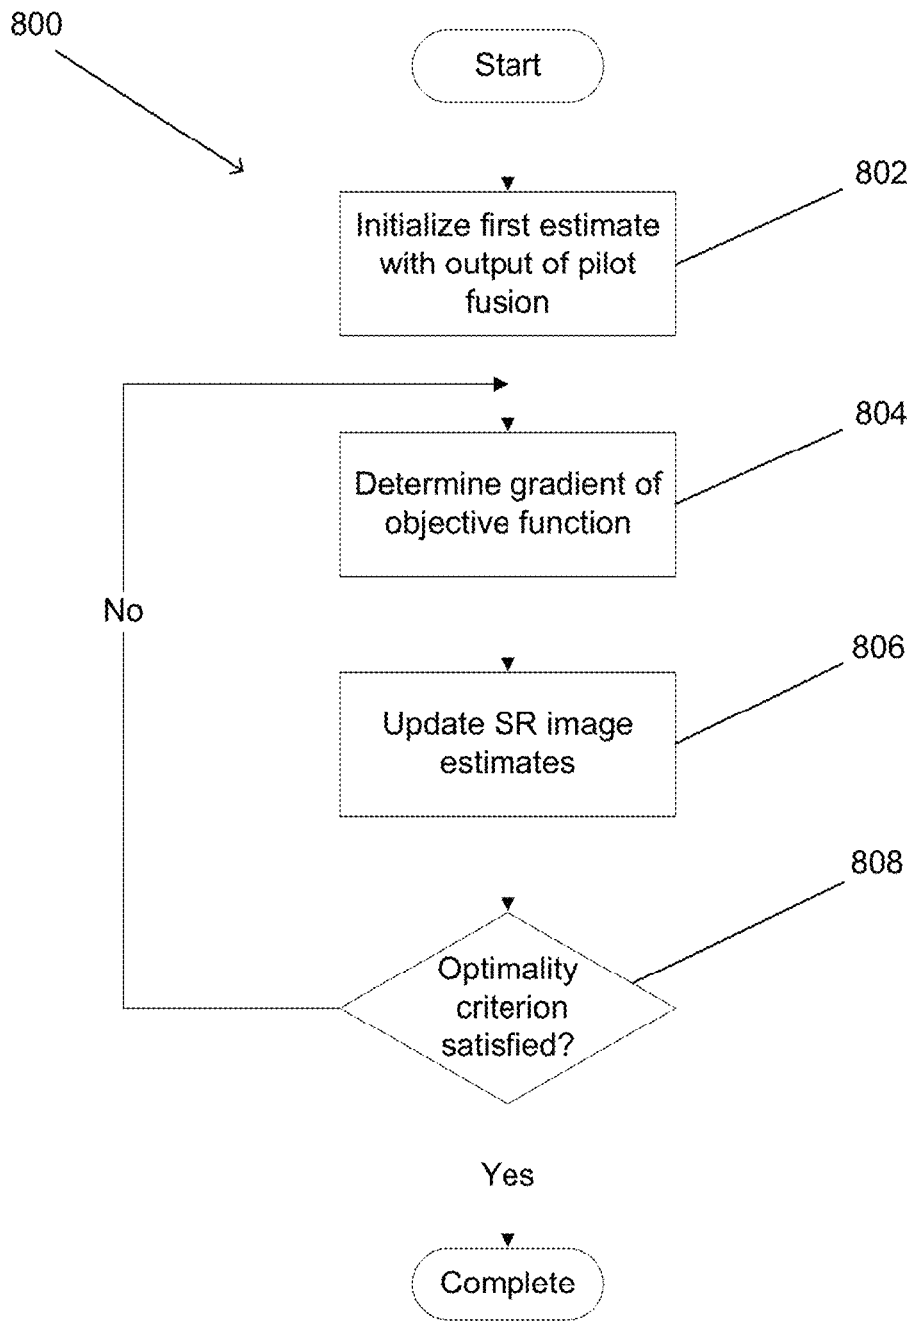 800
Start
802
Initialize first estimate
with output of pilot
fusion
804
Determine gradient of
objective function
No
806
Update SR image
estimates
808
Optimality
criterion
satisfied?
Yes
Complete